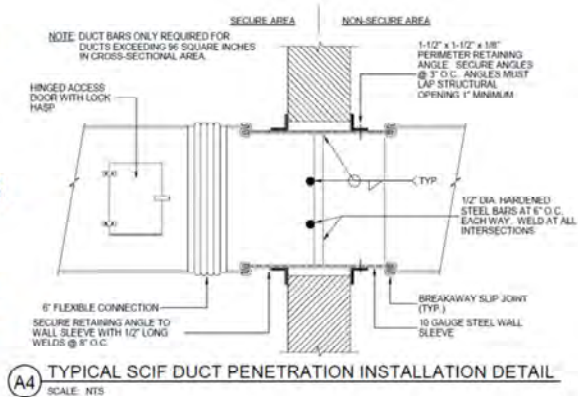 SECURE AREA
NON-SECURE AREA
NOTE: DUCT BARS ONLY REQUIRED FOR
DUCTS EXCEEDING 96 SQUARE INCHES
IN CROSS-SECTIONAL AREA.
1-1/2" x 1-1/2" x 1/8"
PERIMETER RETAINING
ANGLE. SECURE ANGLES
@ 3" O.C. ANGLES MUST
LAP STRUCTURAL
OPENING 1" MINIMUM
HINGED ACCESS
DOOR WITH LOCK
HASP
TYP.
1/2" DIA. HARDENED
STEEL BARS AT 6" O.C.
EACH WAY. WELD AT ALL
INTERSECTIONS
6" FLEXIBLE CONNECTION
SECURE RETAINING ANGLE TO
WALL SLEEVE WITH 1/2" LONG
WELDS @ 8" O.C.
BREAKAWAY SLIP JOINT
(TYP.)
10 GAUGE STEEL WALL
SLEEVE
A4
TYPICAL SCIF DUCT PENETRATION INSTALLATION DETAIL
SCALE: NTS